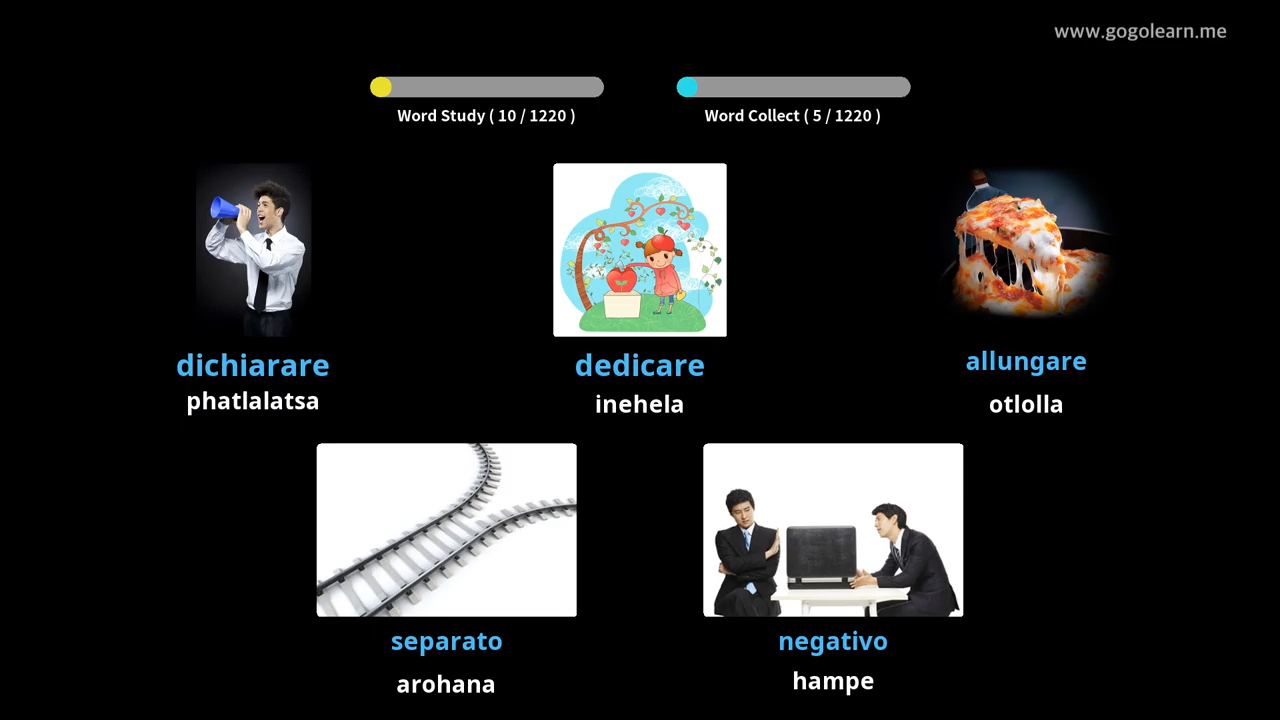 www.gogolearn.me
Word Study ( 10 / 1220 )
Word Collect ( 5 / 1220 )
dichiarare
phatlalatsa
dedicare
inehela
allungare
otlolla
separato
arohana
negativo
hampe